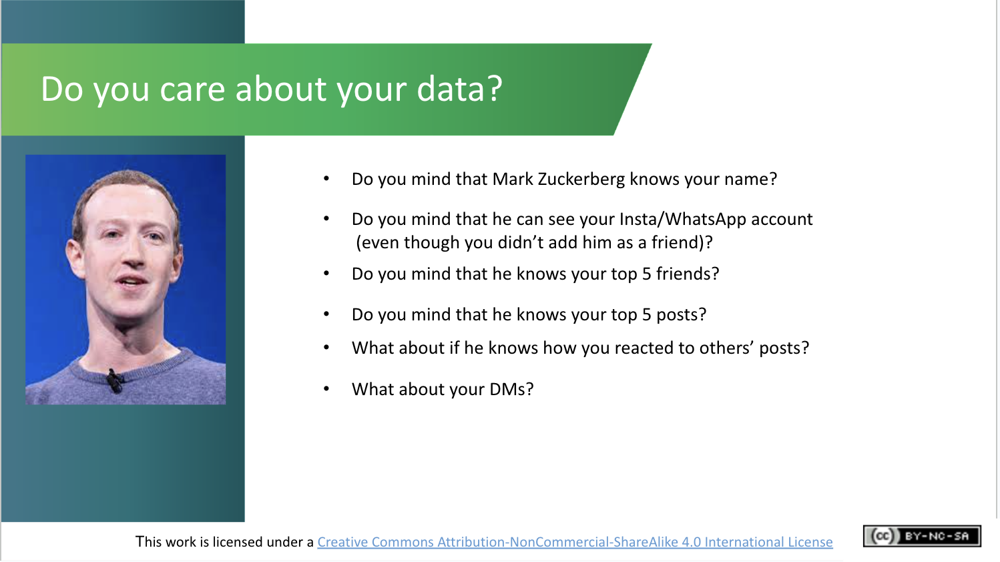 Do you care about your data?
• Do you mind that Mark Zuckerberg knows your name?
• Do you mind that he can see your Insta/WhatsApp account
(even though you didn’t add him as a friend)?
• Do you mind that he knows your top 5 friends?
• Do you mind that he knows your top 5 posts?
• What about if he knows how you reacted to others’ posts?
• What about your DMs?
This work is licensed under a Creative Commons Attribution-NonCommercial-ShareAlike 4.0 International License
(cc) BY-NC-SA